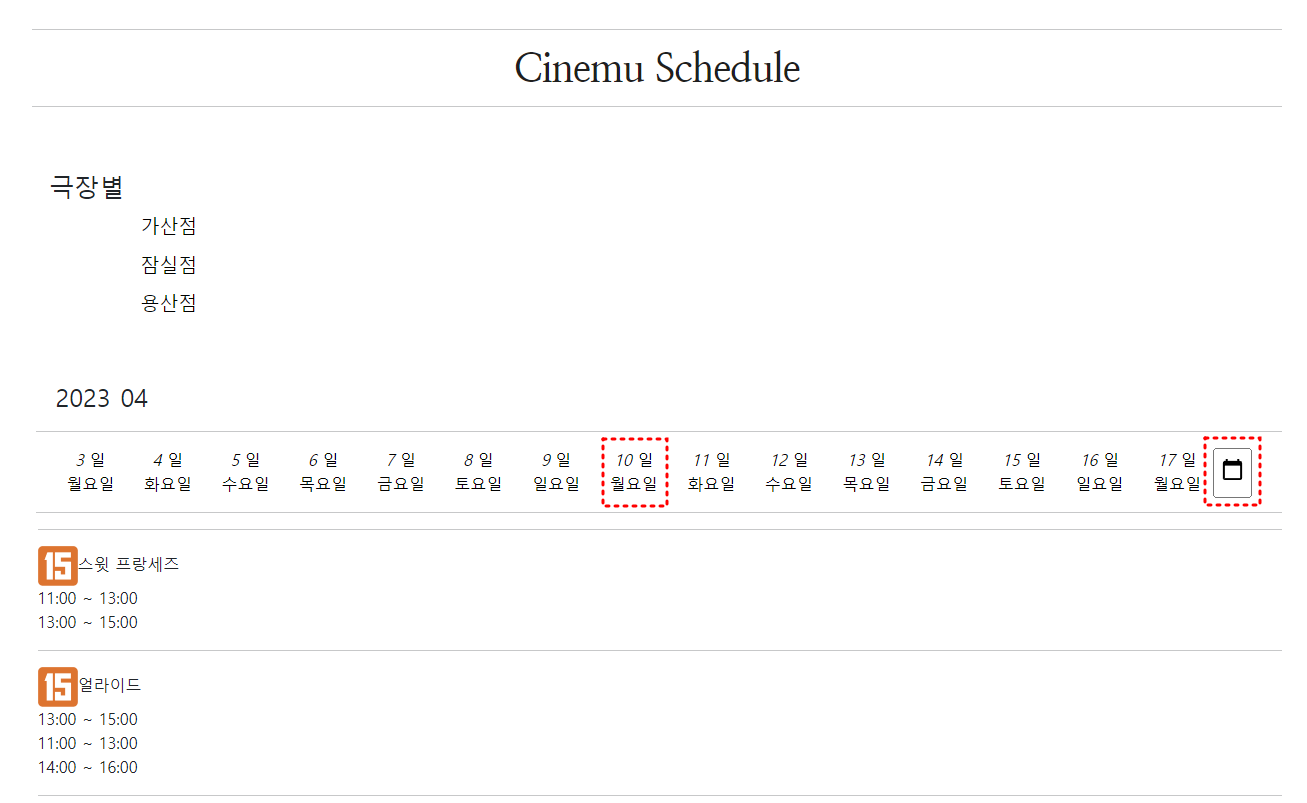 Cinemu Schedule
극장별
가산점
잠실점
용산점
2023 04
3 일 4 일 5 일 6 일 7 일 8 일 9 일 10 일 11 일 12 일 13 일 14 일 15 일 16 일 17 일
월요일 화요일 수요일 목요일 금요일 토요일 일요일 월요일 화요일 수요일 목요일 금요일 토요일 일요일 월요일
15 스윗 프랑세즈
11:00 ~ 13:00
13:00 ~ 15:00
15 얼라이드
13:00 ~ 15:00
11:00 ~ 13:00
14:00 ~ 16:00